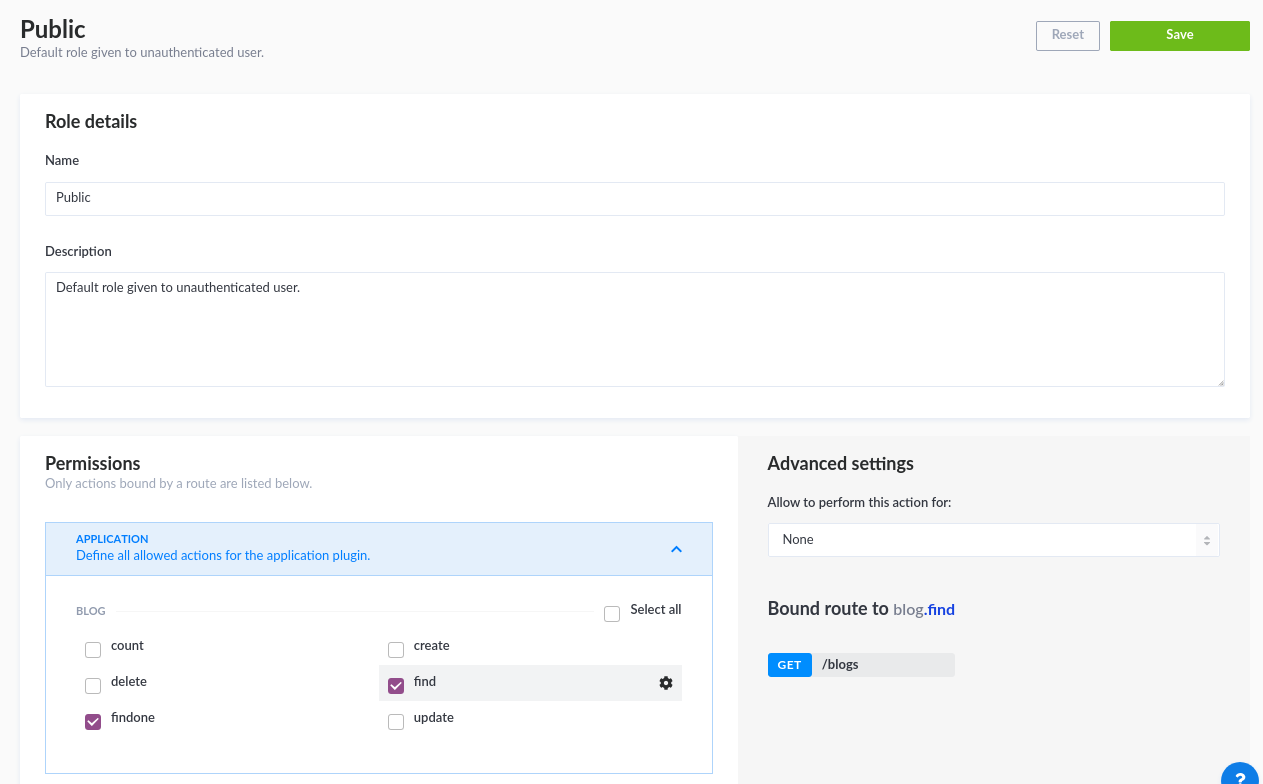 Public
Default role given to unauthenticated user.
Reset
Save
Role details
Name
Public
Description
Default role given to unauthenticated user.
Permissions
Only actions bound by a route are listed below.
APPLICATION
Define all allowed actions for the application plugin.
BLOG
Select all
count
create
delete
find
findone
update
Advanced settings
Allow to perform this action for:
None
Bound route to blog.find
GET /blogs
?